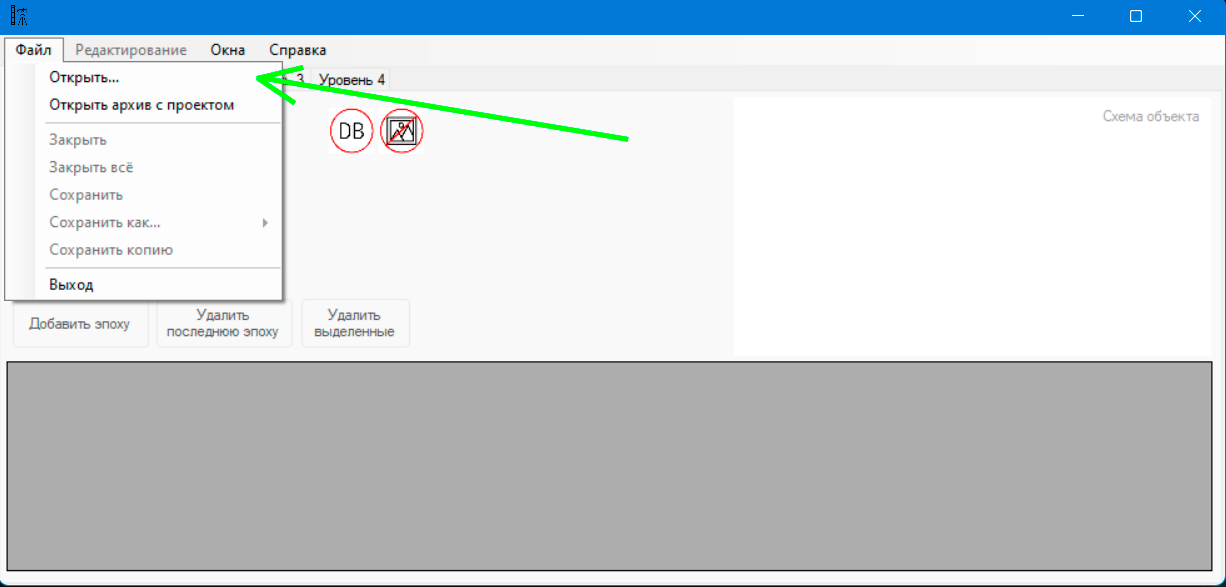 Файл Редактирование Окна Справка
Открыть...
3 Уровень 4
Открыть архив с проектом
Схема объекта
DB
Закрыть
Закрыть всё
Сохранить
Сохранить как...
Сохранить копию
Выход
Добавить эпоху
Удалить
последнюю эпоху
Удалить
выделенные